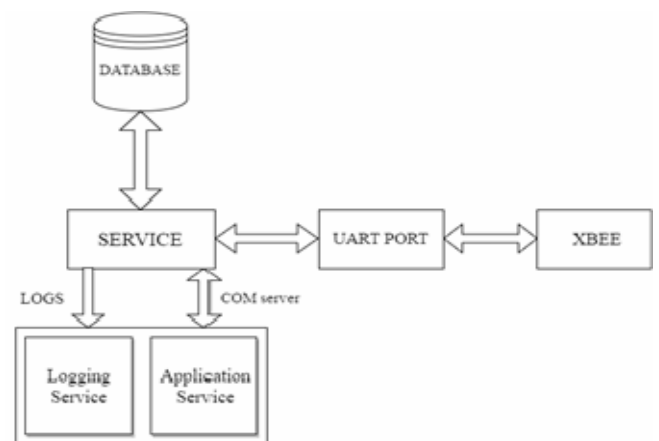 DATABASE
SERVICE
UART PORT
XBEE
LOGS
COM server
Logging
Service
Application
Service